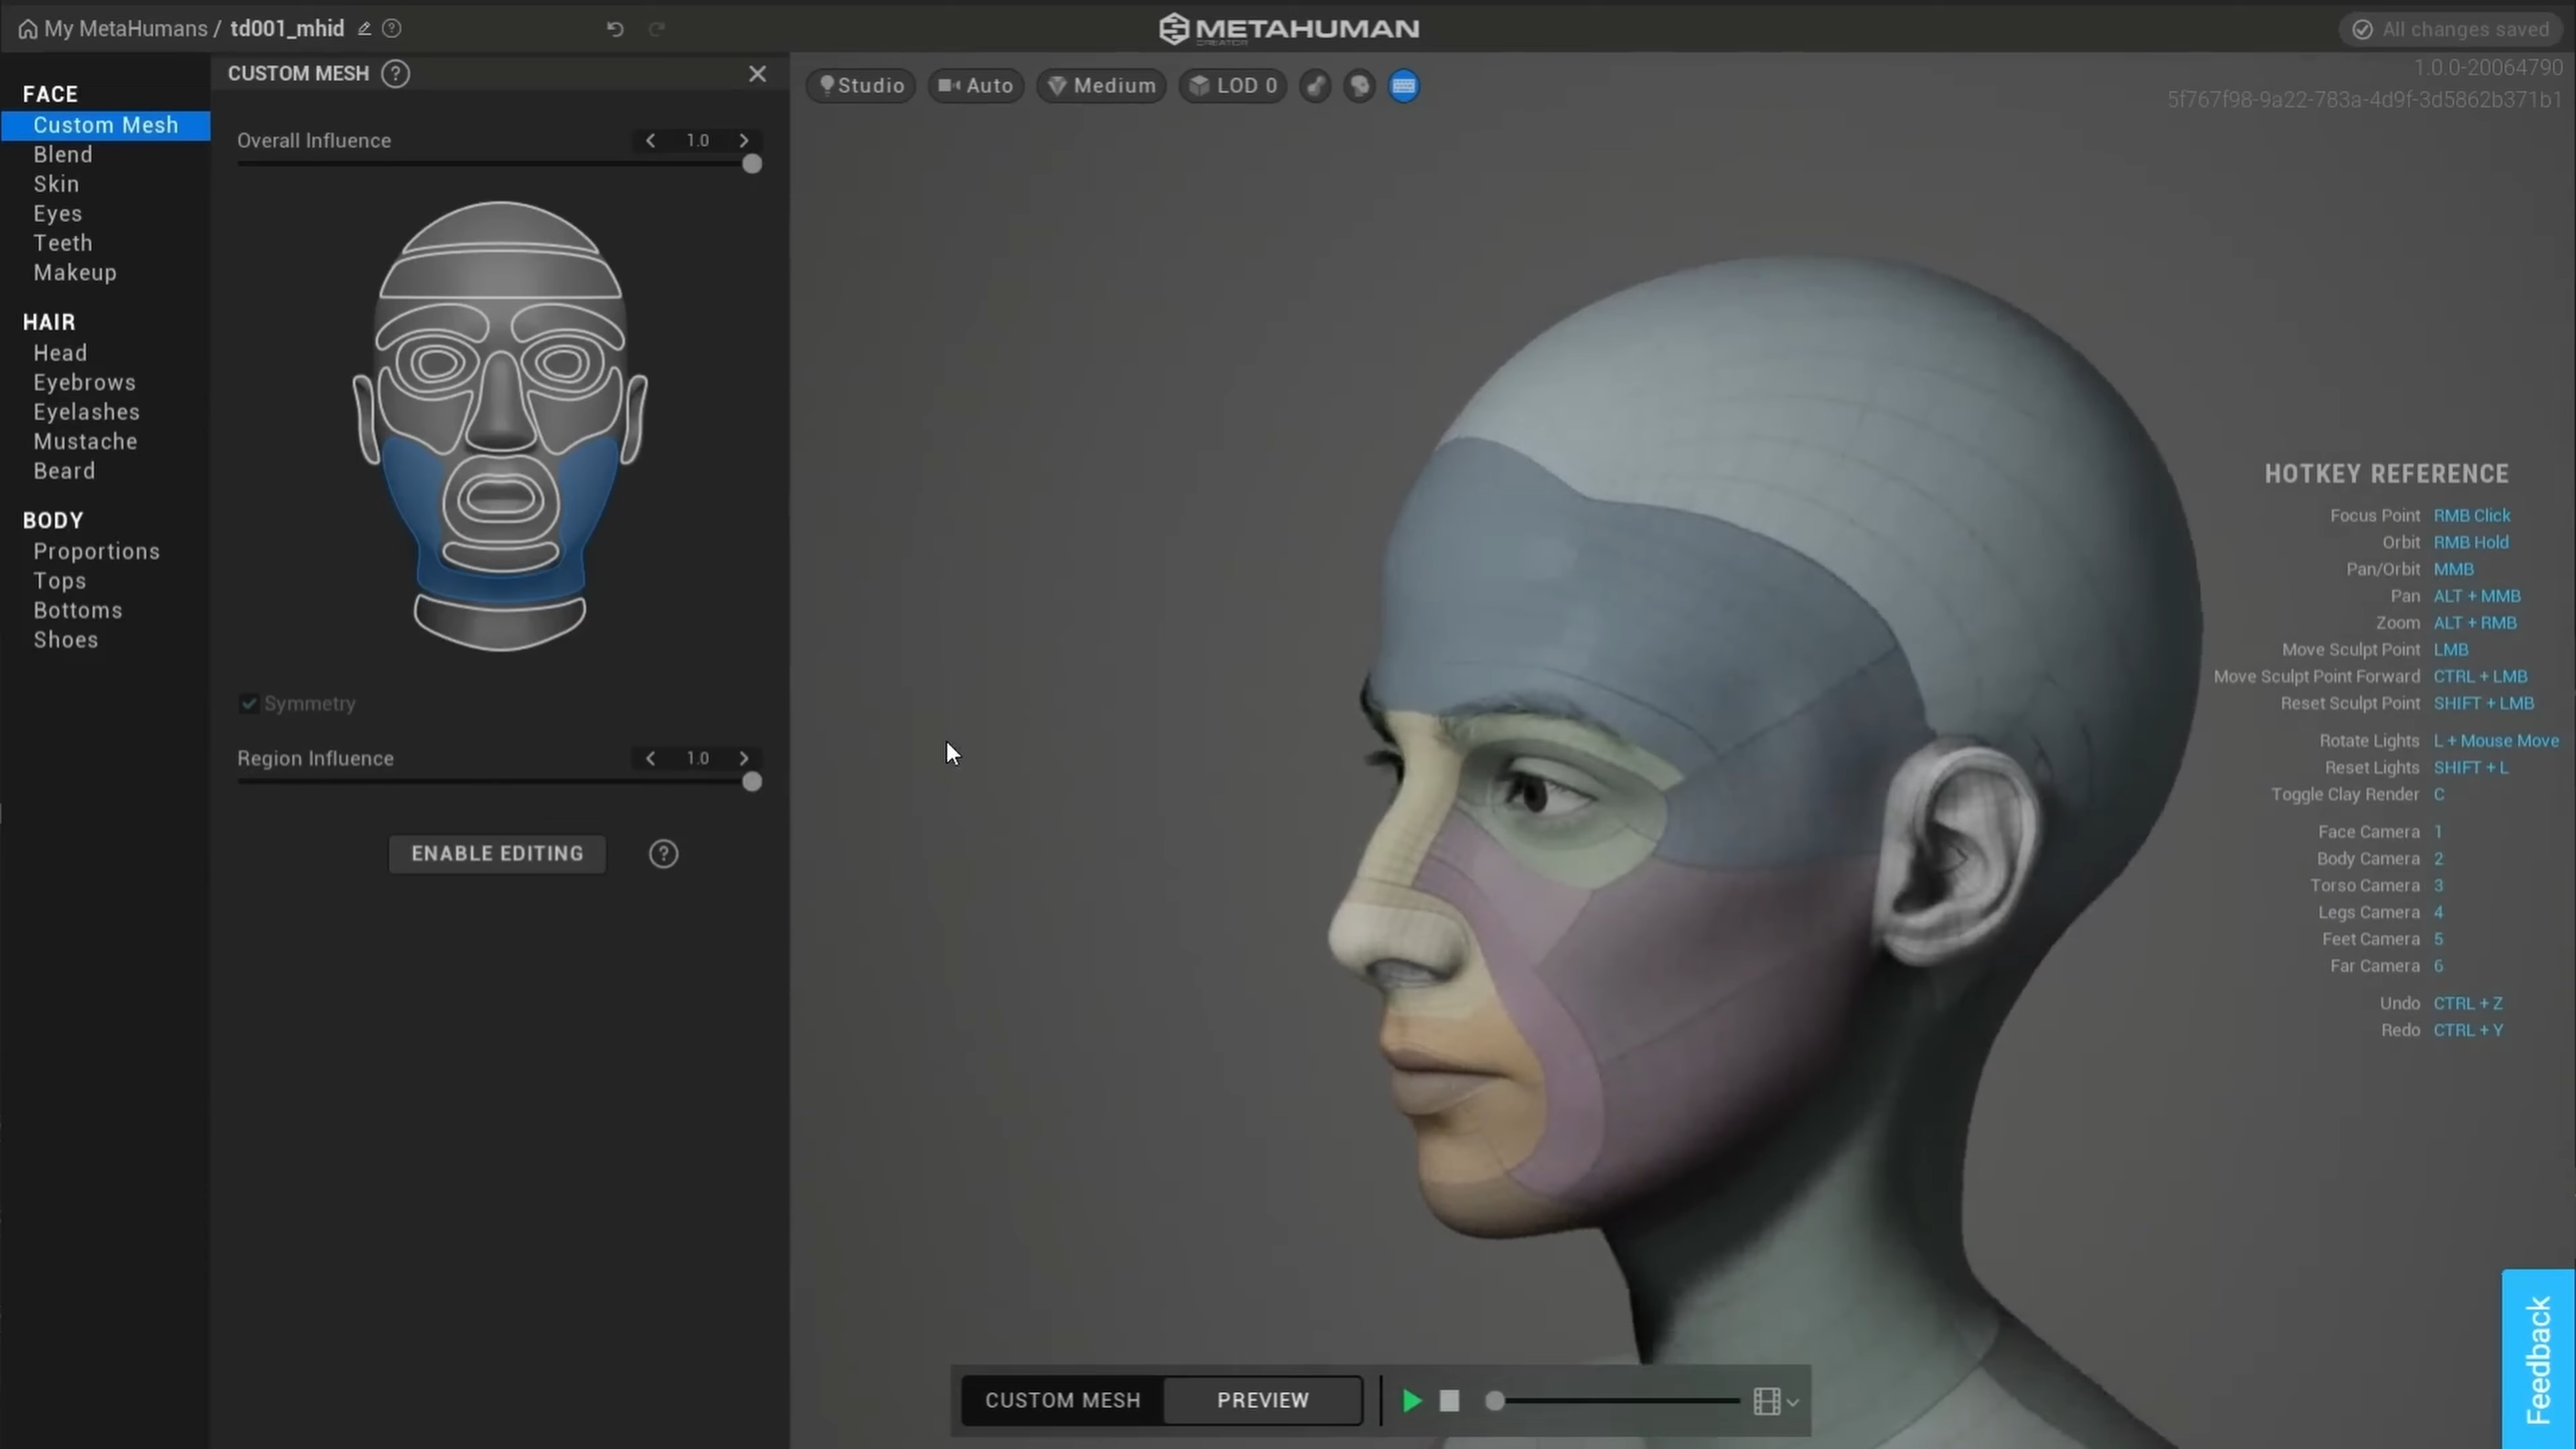 My MetaHumans / td001_mhid
METAHUMAN
CREATOR
All changes saved
1.0.0-20064790
5f767f98-9a22-783a-4d9f-3d5862b371b1
FACE
Custom Mesh
Blend
Skin
Eyes
Teeth
Makeup
HAIR
Head
Eyebrows
Eyelashes
Mustache
Beard
BODY
Proportions
Tops
Bottoms
Shoes
CUSTOM MESH ?
Overall Influence 1.0
Symmetry
Region Influence 1.0
ENABLE EDITING ?
Studio Auto Medium LOD 0
HOTKEY REFERENCE
Focus Point RMB Click
Orbit RMB Hold
Pan/Orbit MMB
Pan ALT + MMB
Zoom ALT + RMB
Move Sculpt Point LMB
Move Sculpt Point Forward CTRL + LMB
Reset Sculpt Point SHIFT + LMB
Rotate Lights L + Mouse Move
Reset Lights SHIFT + L
Toggle Clay Render C
Face Camera 1
Body Camera 2
Torso Camera 3
Legs Camera 4
Feet Camera 5
Far Camera 6
Undo CTRL + Z
Redo CTRL + Y
CUSTOM MESH PREVIEW
Feedback